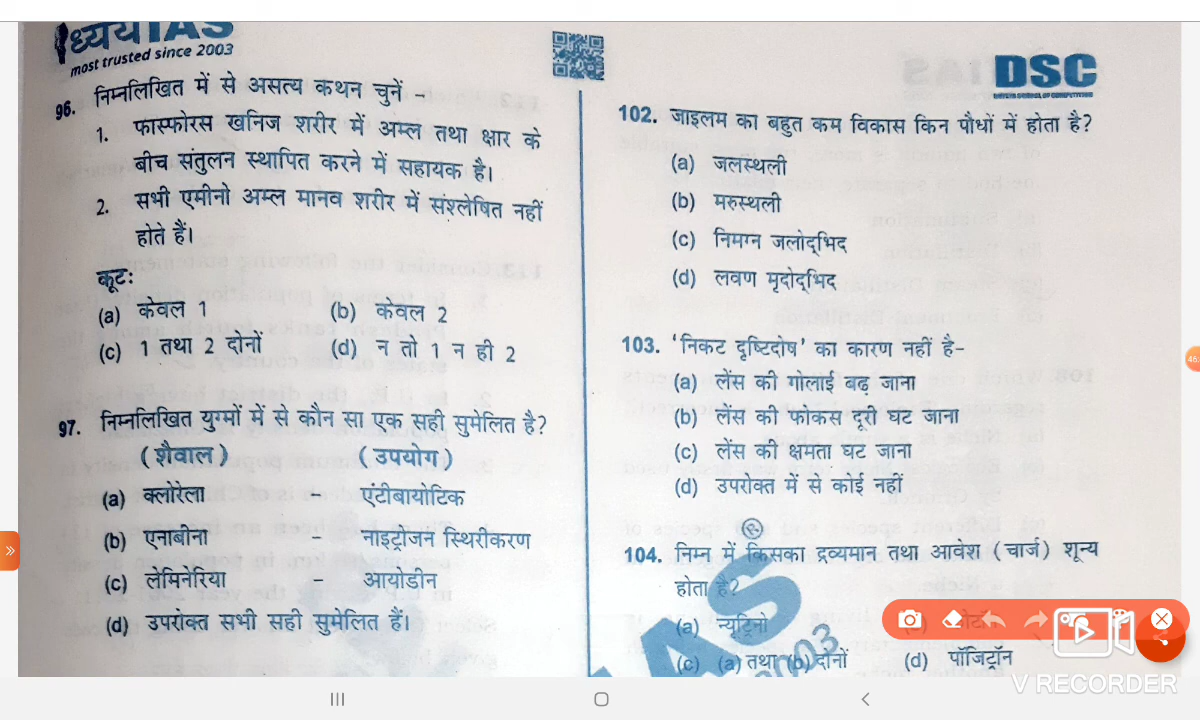 ध्येय IAS
most trusted since 2003
96. निम्नलिखित में से असत्य कथन चुनें -
1. फास्फोरस खनिज शरीर में अम्ल तथा क्षार के
बीच संतुलन स्थापित करने में सहायक है।
2. सभी एमीनो अम्ल मानव शरीर में संश्लेषित नहीं
होते हैं।
कूट:
(a) केवल 1 (b) केवल 2
(c) 1 तथा 2 दोनों (d) न तो 1 न ही 2
97. निम्नलिखित युग्मों में से कौन सा एक सही सुमेलित है?
(शैवाल) (उपयोग)
(a) क्लोरेला - एंटीबायोटिक
(b) एनाबीना - नाइट्रोजन स्थिरीकरण
(c) लेमिनेरिया - आयोडीन
(d) उपरोक्त सभी सही सुमेलित हैं।
DSC
102. जाइलम का बहुत कम विकास किन पौधों में होता है?
(a) जलस्थली
(b) मरुस्थली
(c) निमग्न जलोद्भिद
(d) लवण मृदोद्भिद
103. 'निकट दृष्टिदोष' का कारण नहीं है-
(a) लेंस की गोलाई बढ़ जाना
(b) लेंस की फोकस दूरी घट जाना
(c) लेंस की क्षमता घट जाना
(d) उपरोक्त में से कोई नहीं
104. निम्न में किसका द्रव्यमान तथा आवेश (चार्ज) शून्य
होता है?
(a) न्यूट्रिनो
(c) (a) तथा (b) दोनों (d) पॉजिट्रॉन
V RECORDER